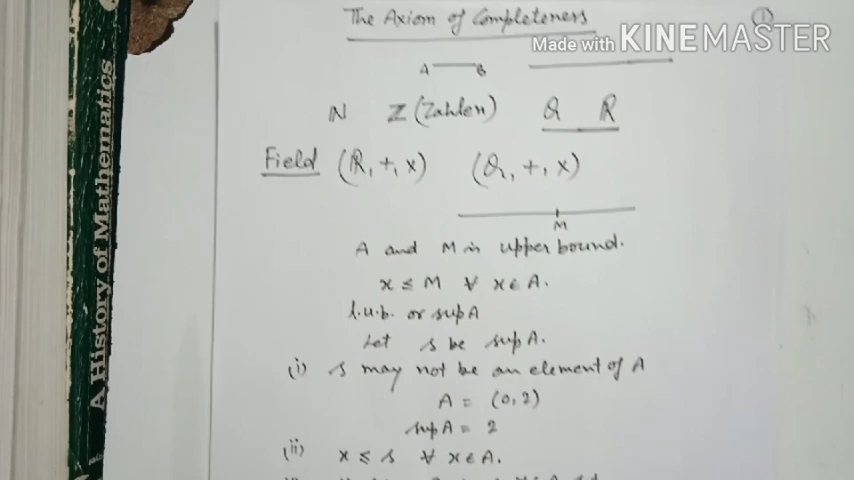 The Axiom of Completeness
①
Made with KINEMASTER
A B
ℕ ℤ (Zahlen) ℚ ℝ
Field (ℝ, +, ×) (ℚ, +, ×)
M
A and M is upper bound.
x ≤ M ∀ x ∈ A.
l.u.b. or sup A
Let s be sup A.
(i) s may not be an element of A
A = (0, 2)
sup A = 2
(ii) x ≤ s ∀ x ∈ A.
A History of Mathematics